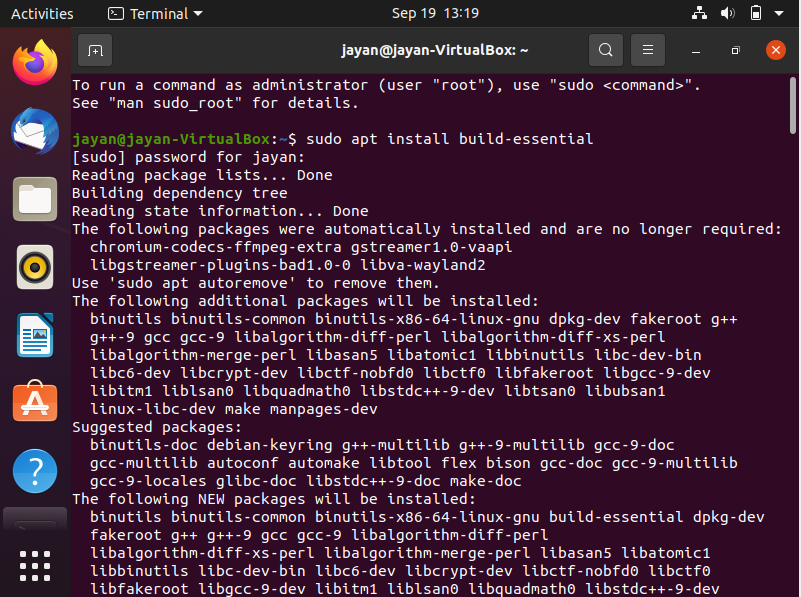 Activities
Terminal
Sep 19 13:19
jayan@jayan-VirtualBox: ~
To run a command as administrator (user "root"), use "sudo <command>".
See "man sudo_root" for details.
jayan@jayan-VirtualBox:~$ sudo apt install build-essential
[sudo] password for jayan:
Reading package lists... Done
Building dependency tree
Reading state information... Done
The following packages were automatically installed and are no longer required:
chromium-codecs-ffmpeg-extra gstreamer1.0-vaapi
libgstreamer-plugins-bad1.0-0 libva-wayland2
Use 'sudo apt autoremove' to remove them.
The following additional packages will be installed:
binutils binutils-common binutils-x86-64-linux-gnu dpkg-dev fakeroot g++
g++-9 gcc gcc-9 libalgorithm-diff-perl libalgorithm-diff-xs-perl
libalgorithm-merge-perl libasan5 libatomic1 libbinutils libc-dev-bin
libc6-dev libcrypt-dev libctf-nobfd0 libctf0 libfakeroot libgcc-9-dev
libitm1 liblsan0 libquadmath0 libstdc++-9-dev libtsan0 libubsan1
linux-libc-dev make manpages-dev
Suggested packages:
binutils-doc debian-keyring g++-multilib g++-9-multilib gcc-9-doc
gcc-multilib autoconf automake libtool flex bison gcc-doc gcc-9-multilib
gcc-9-locales glibc-doc libstdc++-9-doc make-doc
The following NEW packages will be installed:
binutils binutils-common binutils-x86-64-linux-gnu build-essential dpkg-dev
fakeroot g++ g++-9 gcc gcc-9 libalgorithm-diff-perl
libalgorithm-diff-xs-perl libalgorithm-merge-perl libasan5 libatomic1
libbinutils libc-dev-bin libc6-dev libcrypt-dev libctf-nobfd0 libctf0
libfakeroot libgcc-9-dev libitm1 liblsan0 libquadmath0 libstdc++-9-dev